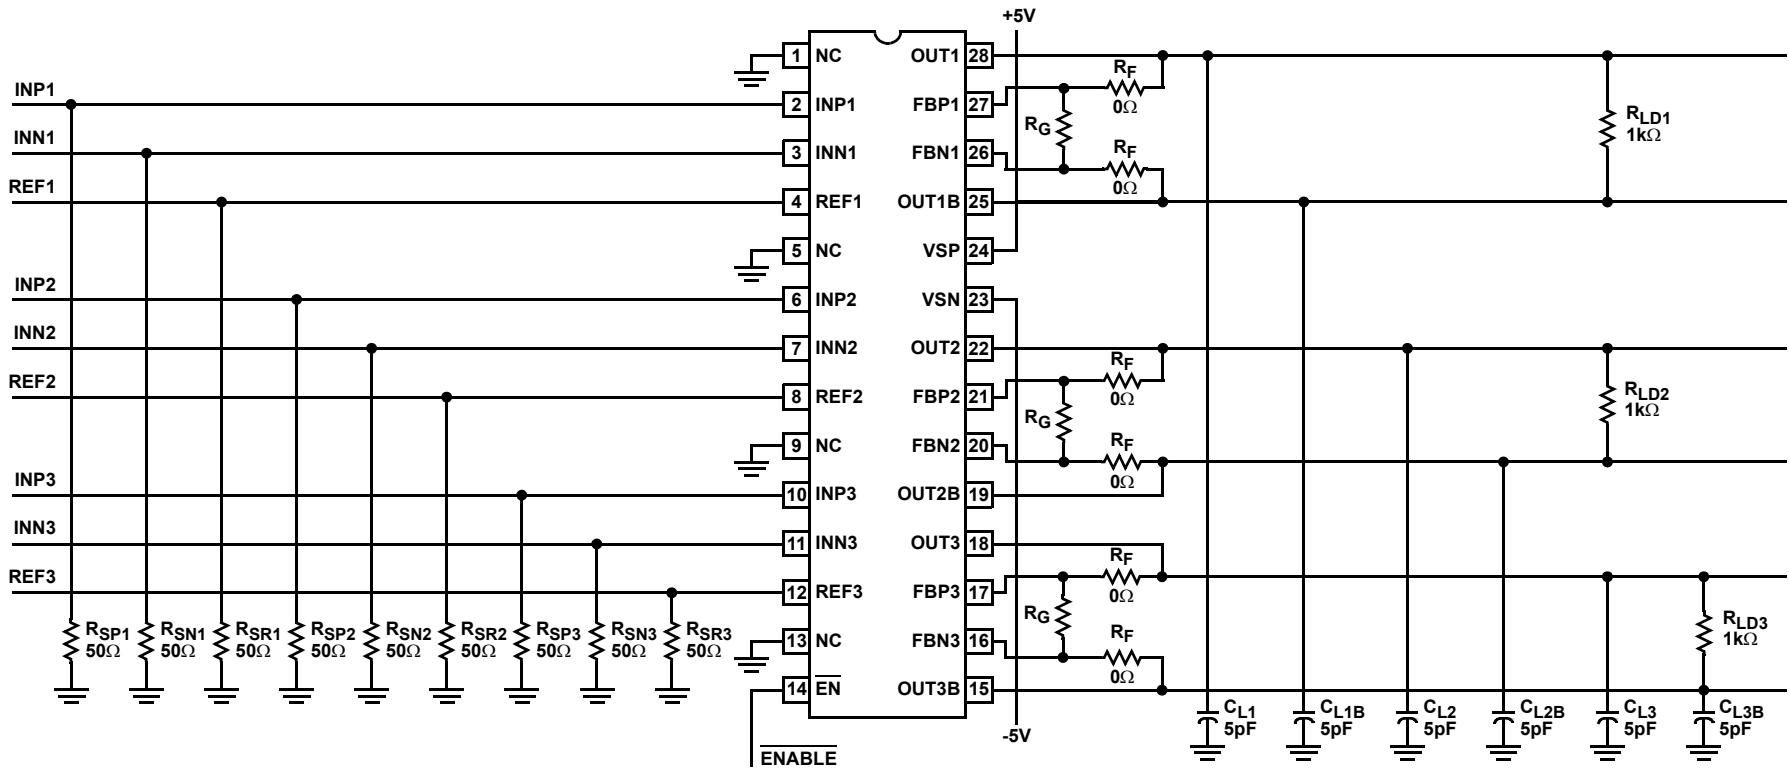 +5V
1 NC OUT1 28
INP1
2 INP1 FBP1 27
RF
0Ω
RG
INN1
3 INN1 FBN1 26
RF
0Ω
RLD1
1kΩ
REF1
4 REF1 OUT1B 25
5 NC VSP 24
INP2
6 INP2 VSN 23
INN2
7 INN2 OUT2 22
RF
0Ω
REF2
8 REF2 FBP2 21
RG
RLD2
1kΩ
9 NC FBN2 20
RF
0Ω
INP3
10 INP3 OUT2B 19
INN3
11 INN3 OUT3 18
RF
0Ω
REF3
12 REF3 FBP3 17
RG
13 NC FBN3 16
RF
0Ω
RLD3
1kΩ
RSP1
50Ω
RSN1
50Ω
RSR1
50Ω
RSP2
50Ω
RSN2
50Ω
RSR2
50Ω
RSP3
50Ω
RSN3
50Ω
RSR3
50Ω
14 EN OUT3B 15
CL1
5pF
CL1B
5pF
CL2
5pF
CL2B
5pF
CL3
5pF
CL3B
5pF
-5V
ENABLE